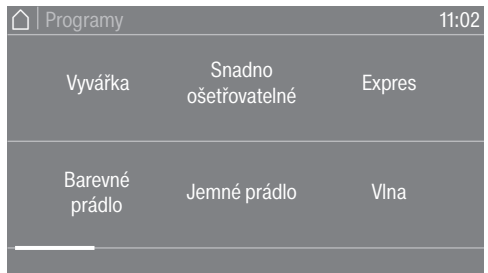 Programy 11:02
Vyvářka
Snadno
ošetřovatelné
Expres
Barevné
prádlo
Jemné prádlo
Vlna